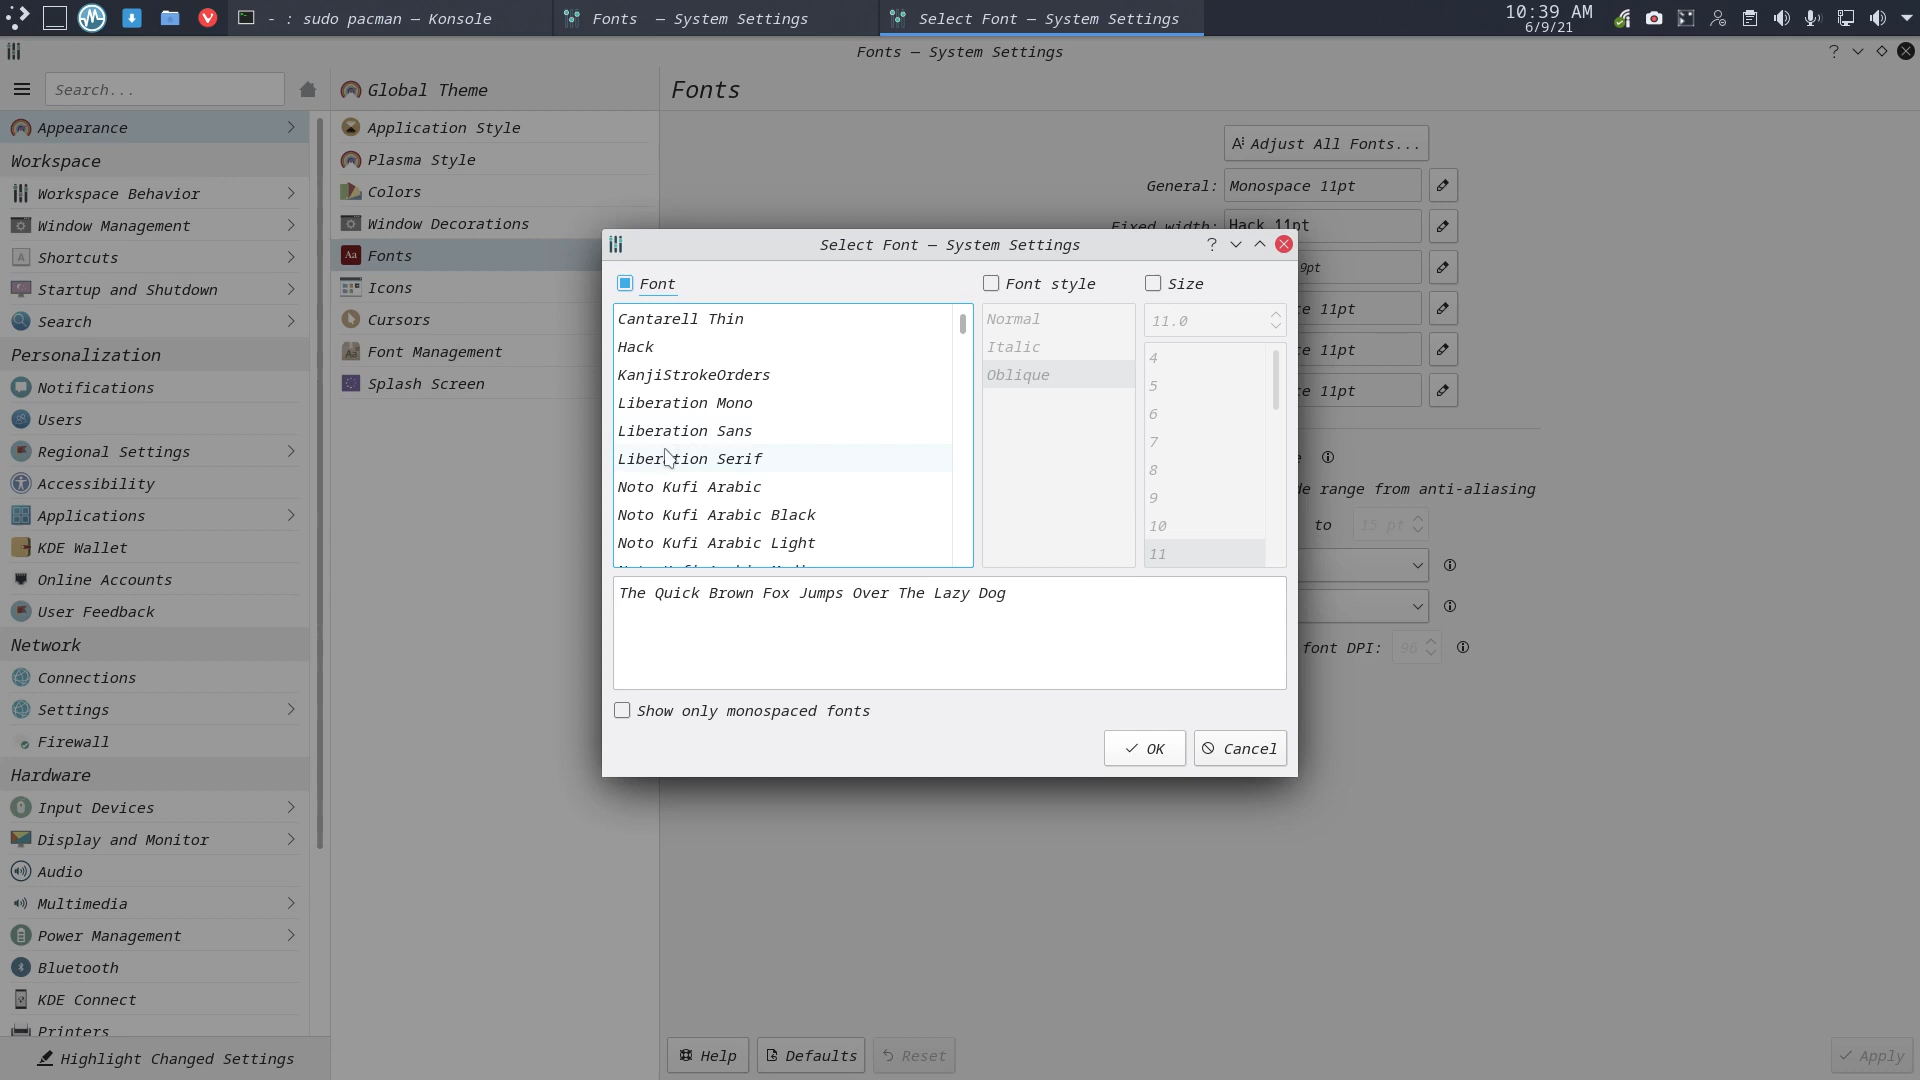 - : sudo pacman — Konsole
Fonts — System Settings
Select Font — System Settings
10:39 AM
6/9/21
Fonts — System Settings
Search...
Appearance
Workspace
Workspace Behavior
Window Management
Shortcuts
Startup and Shutdown
Search
Personalization
Notifications
Users
Regional Settings
Accessibility
Applications
KDE Wallet
Online Accounts
User Feedback
Network
Connections
Settings
Firewall
Hardware
Input Devices
Display and Monitor
Audio
Multimedia
Power Management
Bluetooth
KDE Connect
Printers
Highlight Changed Settings
Global Theme
Application Style
Plasma Style
Colors
Window Decorations
Fonts
Icons
Cursors
Font Management
Splash Screen
Fonts
Adjust All Fonts...
General: Monospace 11pt
Fixed width: Hack 11pt
9pt
ce 11pt
ce 11pt
ce 11pt
de range from anti-aliasing
to 15 pt
font DPI: 96
Select Font — System Settings
Font
Cantarell Thin
Hack
KanjiStrokeOrders
Liberation Mono
Liberation Sans
Liberation Serif
Noto Kufi Arabic
Noto Kufi Arabic Black
Noto Kufi Arabic Light
Font style
Normal
Italic
Oblique
Size
11.0
4
5
6
7
8
9
10
11
The Quick Brown Fox Jumps Over The Lazy Dog
Show only monospaced fonts
OK
Cancel
Help
Defaults
Reset
Apply